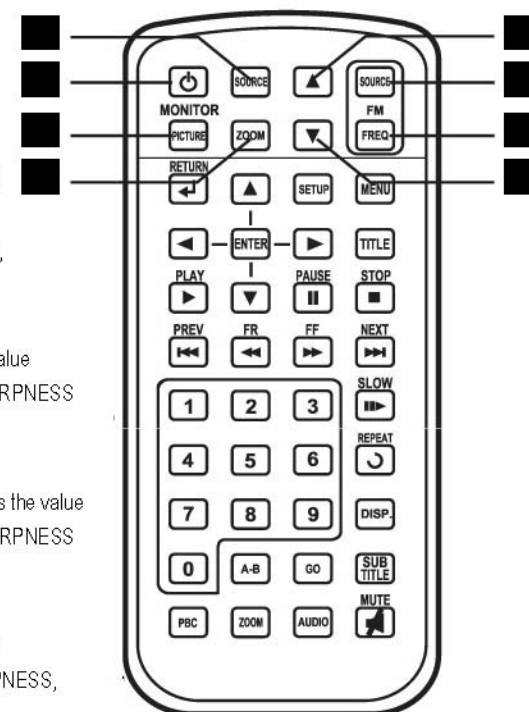 SOURCE SOURCE
MONITOR FM
PICTURE ZOOM FREQ
RETURN
SETUP MENU
,
ENTER TITLE
PLAY PAUSE STOP
PREV FR FF NEXT
alue
RPNESS
SLOW
1 2 3
REPEAT
4 5 6
s the value
7 8 9 DISP.
RPNESS
0 A-B GO SUB TITLE
MUTE
PBC ZOOM AUDIO
PNESS,